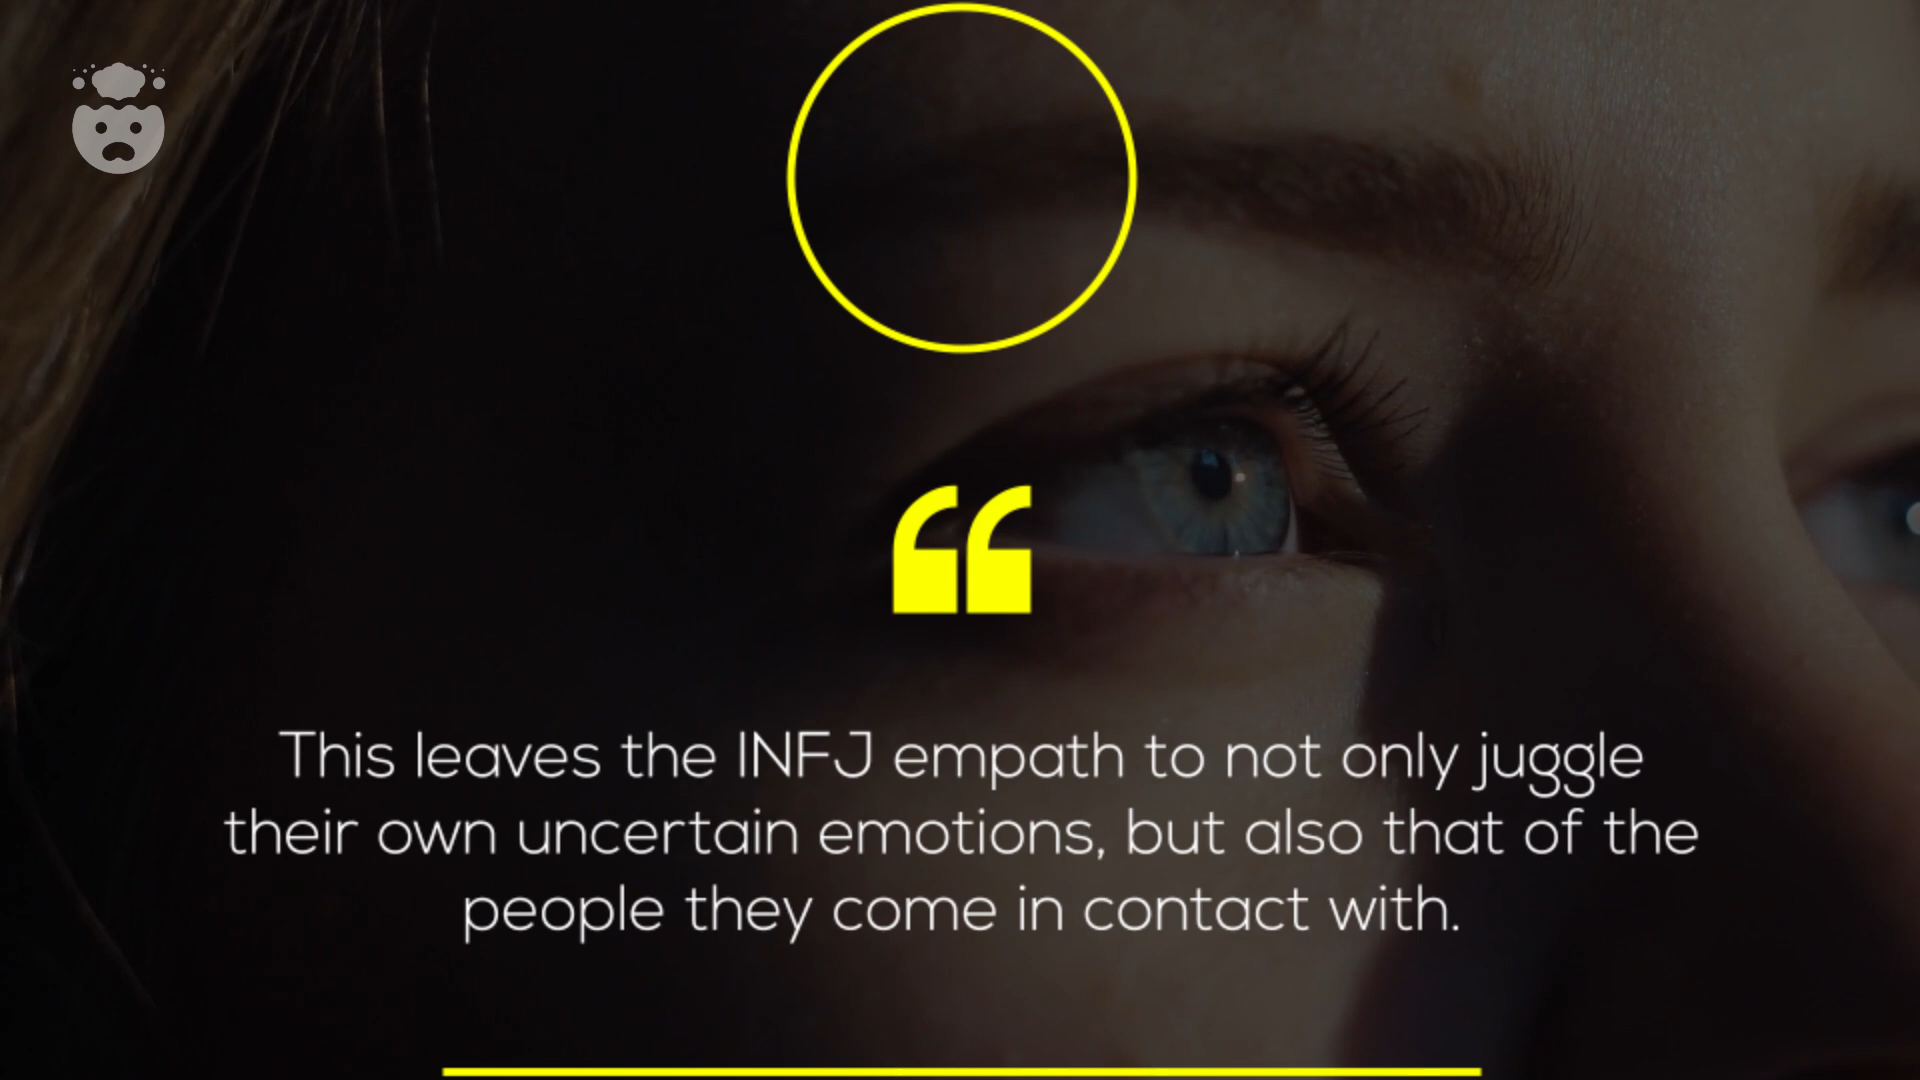 This leaves the INFJ empath to not only juggle
their own uncertain emotions, but also that of the
people they come in contact with.